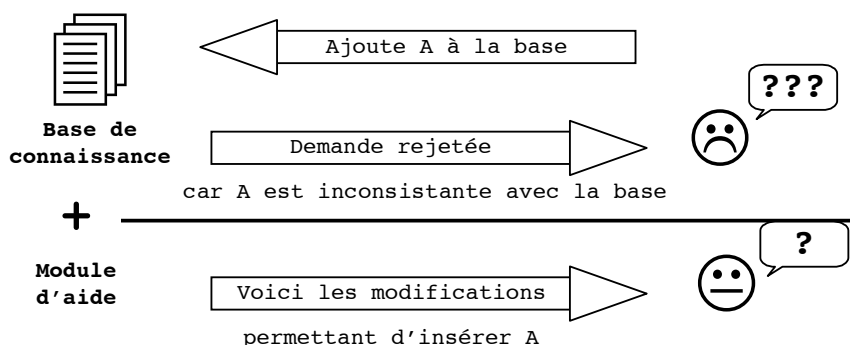 Ajoute A à la base
???
Base de
connaissance
Demande rejetée
car A est inconsistante avec la base
+
?
Module
d'aide
Voici les modifications
permettant d'insérer A